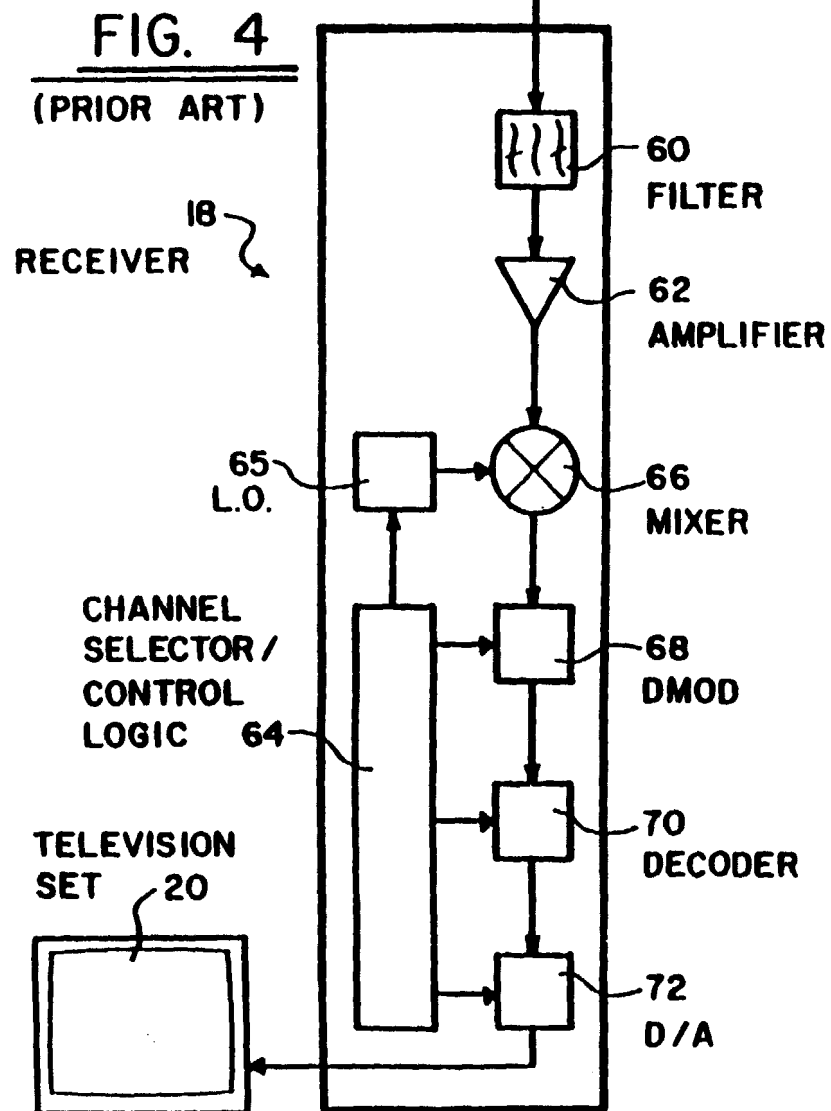 FIG. 4
(PRIOR ART)
60
FILTER
18
RECEIVER
62
AMPLIFIER
65
L.O.
66
MIXER
CHANNEL
SELECTOR/
CONTROL
LOGIC 64
68
DMOD
70
DECODER
TELEVISION
SET 20
72
D/A